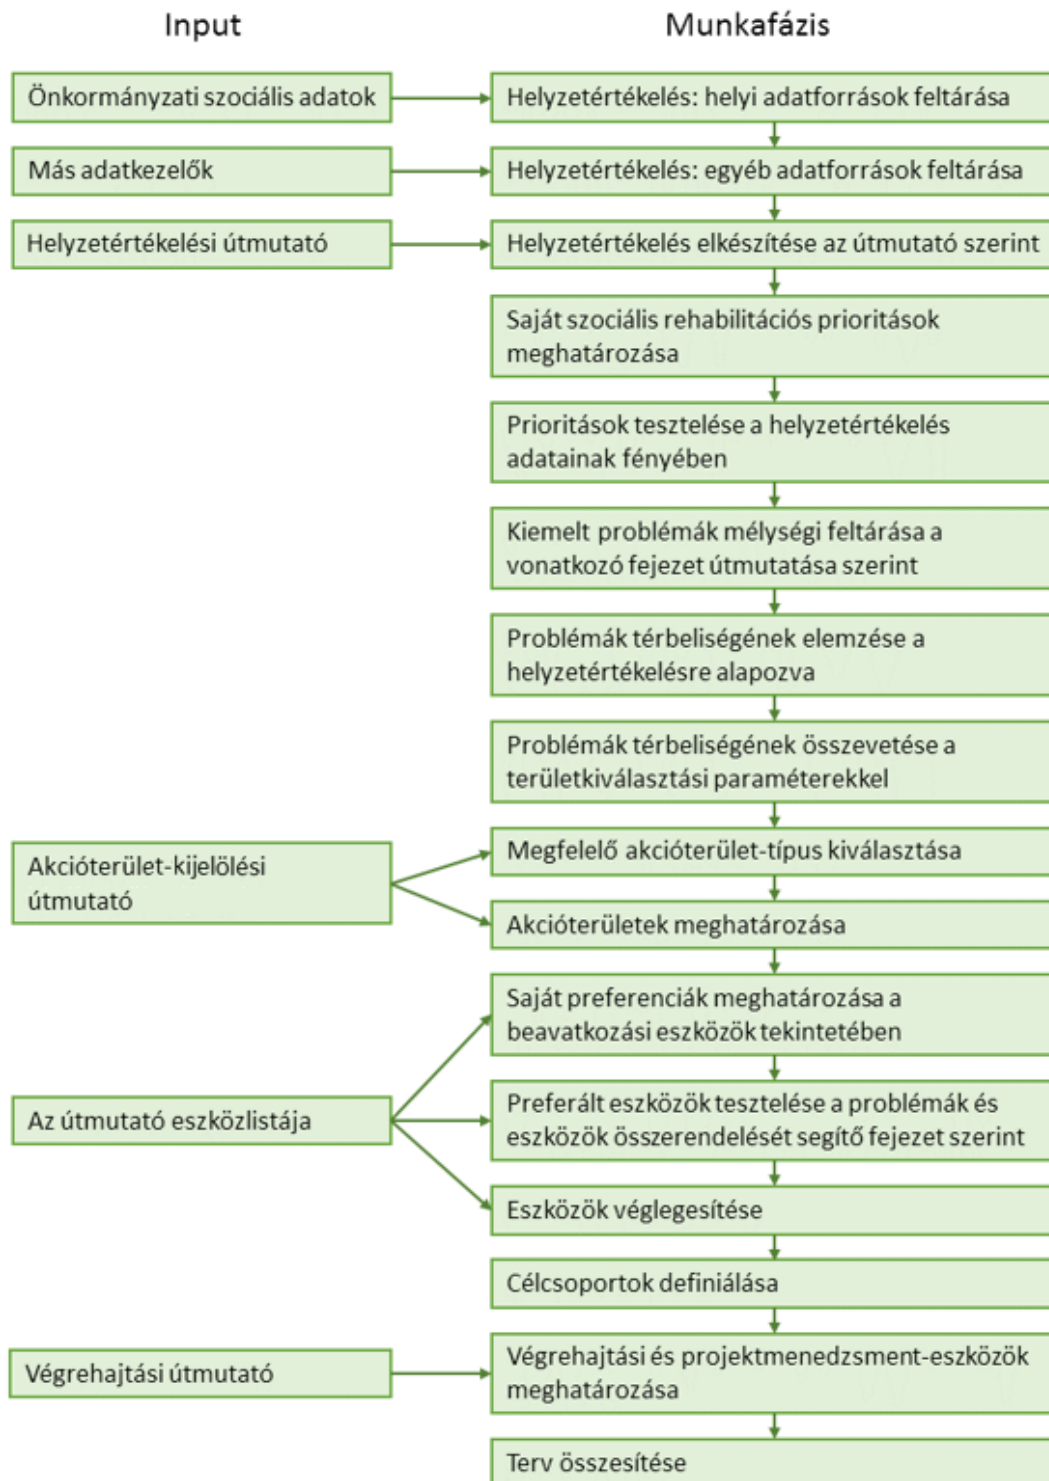 Input
Munkafázis
Önkormányzati szociális adatok
Helyzetértékelés: helyi adatforrások feltárása
Más adatkezelők
Helyzetértékelés: egyéb adatforrások feltárása
Helyzetértékelési útmutató
Helyzetértékelés elkészítése az útmutató szerint
Saját szociális rehabilitációs prioritások
meghatározása
Prioritások tesztelése a helyzetértékelés
adatainak fényében
Kiemelt problémák mélységi feltárása a
vonatkozó fejezet útmutatása szerint
Problémák térbeliségének elemzése a
helyzetértékelésre alapozva
Problémák térbeliségének összevetése a
területkiválasztási paraméterekkel
Akcióterület-kijelölési
útmutató
Megfelelő akcióterület-típus kiválasztása
Akcióterületek meghatározása
Saját preferenciák meghatározása a
beavatkozási eszközök tekintetében
Az útmutató eszközlistája
Preferált eszközök tesztelése a problémák és
eszközök összerendelését segítő fejezet szerint
Eszközök véglegesítése
Célcsoportok definiálása
Végrehajtási útmutató
Végrehajtási és projektmenedzsment-eszközök
meghatározása
Terv összesítése